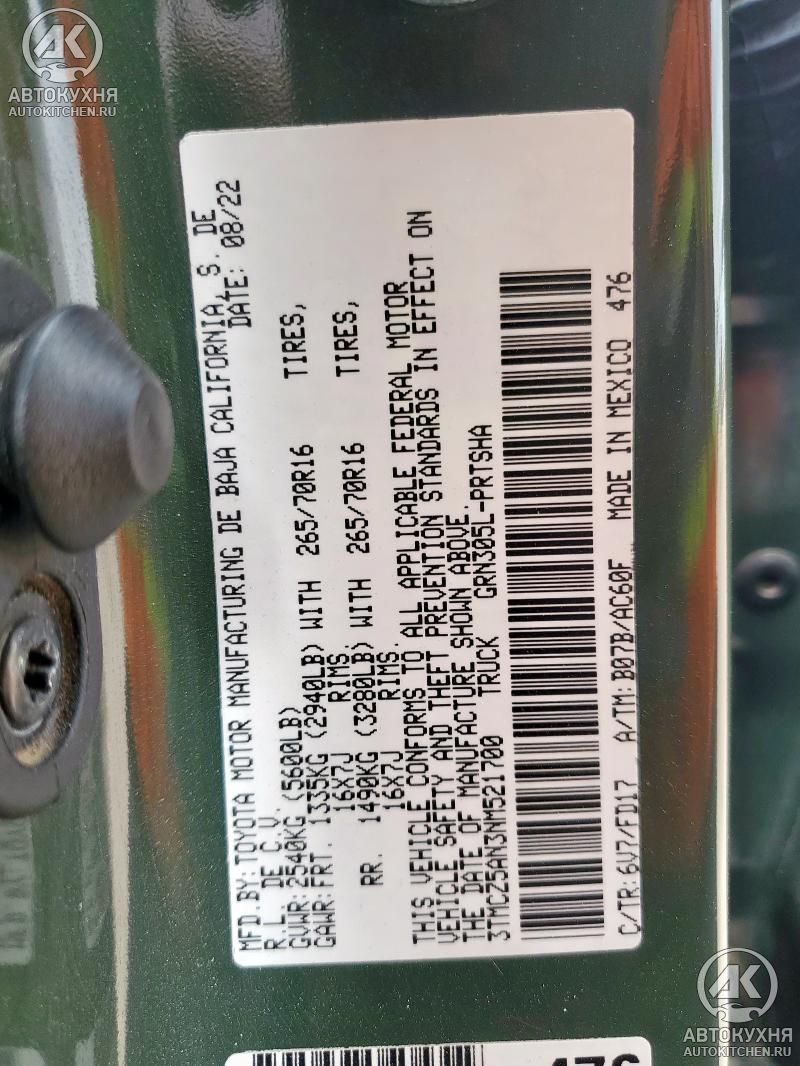 AK
АВТОКУХНЯ
AUTOKITCHEN.RU
MFD.BY:TOYOTA MOTOR MANUFACTURING DE BAJA CALIFORNIA, S. DE
R.L. DE C.V. DATE: 08/22
GVWR:2540KG (5600LB)
GAWR:FRT. 1335KG (2940LB) WITH 265/70R16 TIRES,
16X7J RIMS,
RR. 1490KG (3280LB) WITH 265/70R16 TIRES,
16X7J RIMS.
THIS VEHICLE CONFORMS TO ALL APPLICABLE FEDERAL MOTOR
VEHICLE SAFETY AND THEFT PREVENTION STANDARDS IN EFFECT ON
THE DATE OF MANUFACTURE SHOWN ABOVE.
3TMCZ5AN3NM521700 TRUCK GRN305L-PRTSHA
C/TR:6V7/FD17 A/TM:B07B/AC60F MADE IN MEXICO 476
476
AK
АВТОКУХНЯ
AUTOKITCHEN.RU